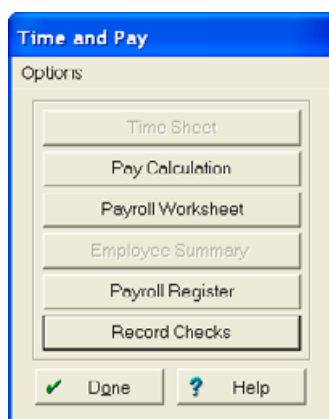 Time and Pay
Options
Time Sheet
Pay Calculation
Payroll Worksheet
Employee Summary
Payroll Register
Record Checks
Done
? Help